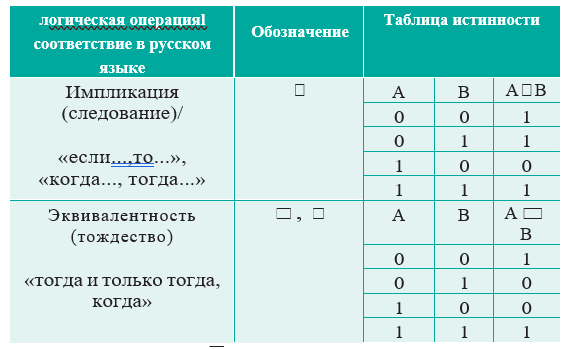 логическая операцияl
соответствие в русском
языке
Обозначение
Таблица истинности
Импликация
(следование)/
«если...,то...»,
«когда..., тогда...»
□
A B A□B
0 0 1
0 1 1
1 0 0
1 1 1
Эквивалентность
(тождество)
«тогда и только тогда,
когда»
□ , □
A B A □
B
0 0 1
0 1 0
1 0 0
1 1 1